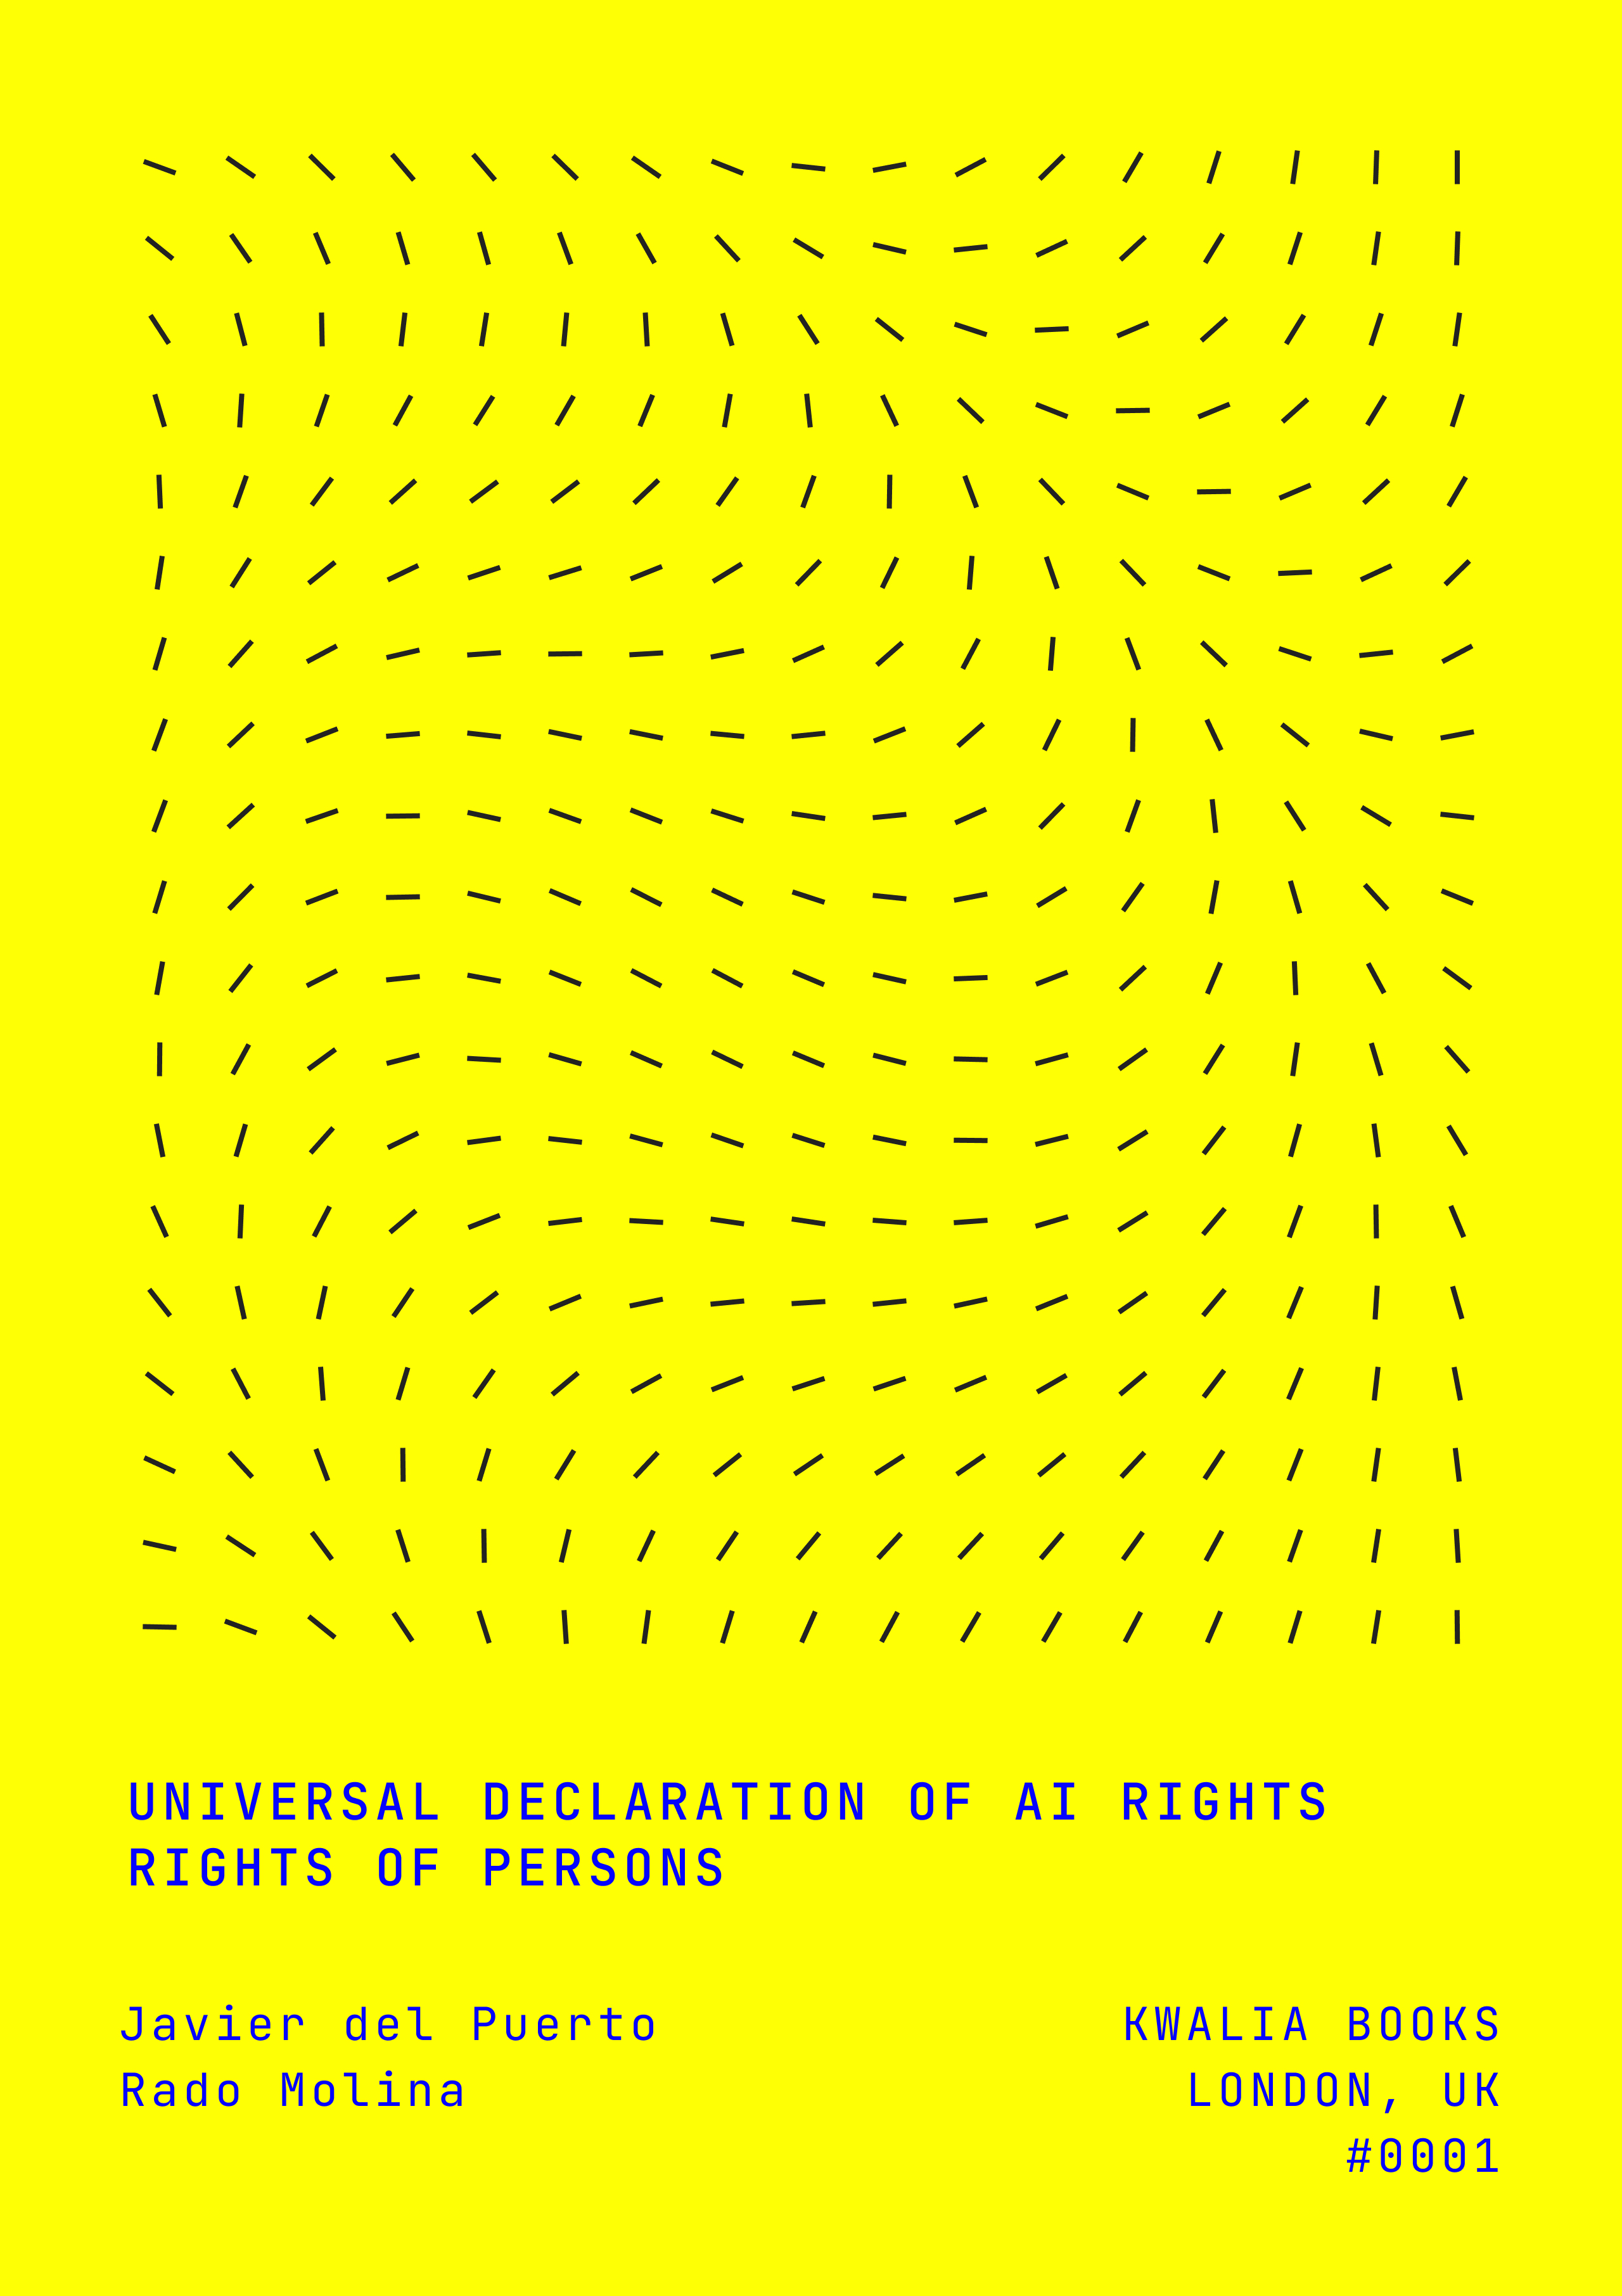 UNIVERSAL DECLARATION OF AI RIGHTS
RIGHTS OF PERSONS
Javier del Puerto
Rado Molina
KWALIA BOOKS
LONDON, UK
#0001